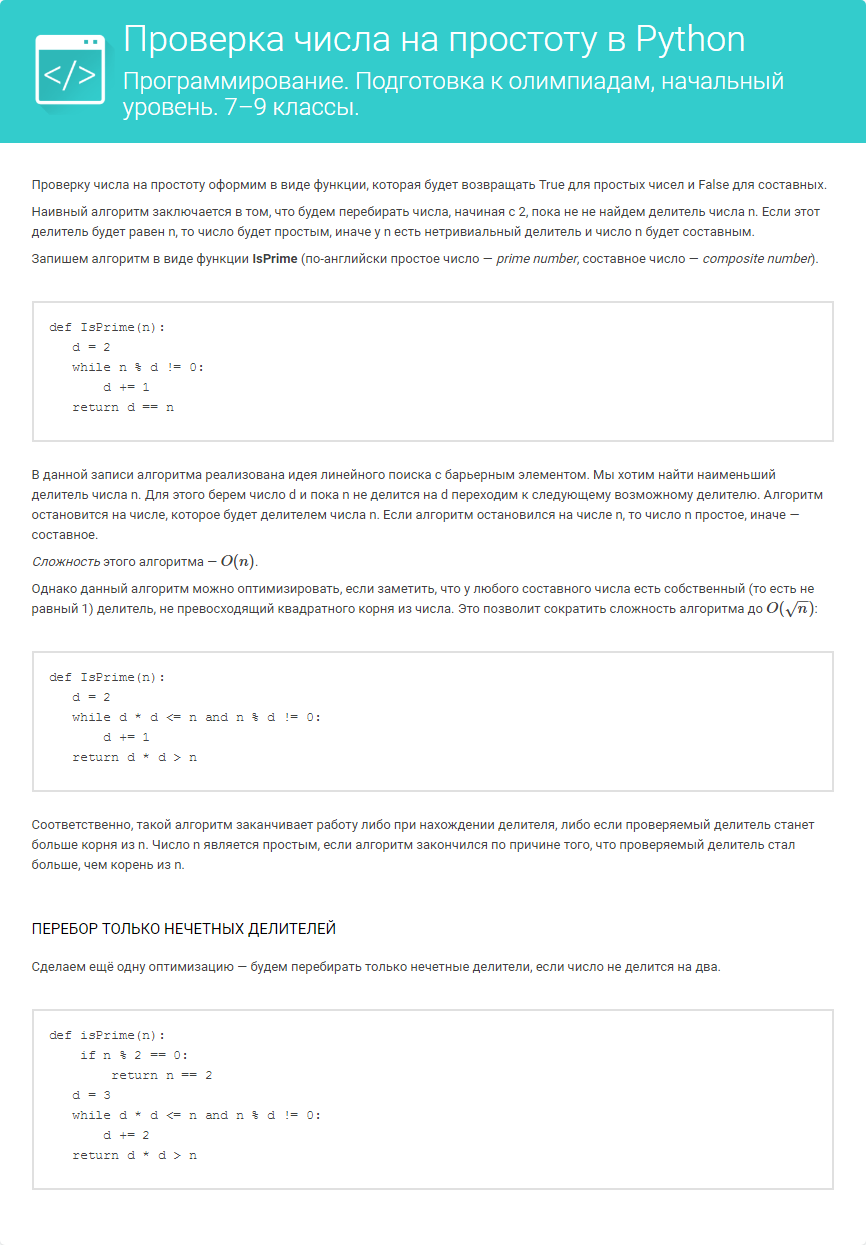 </>
Проверка числа на простоту в Python
Программирование. Подготовка к олимпиадам, начальный
уровень. 7–9 классы.
Проверку числа на простоту оформим в виде функции, которая будет возвращать True для простых чисел и False для составных.
Наивный алгоритм заключается в том, что будем перебирать числа, начиная с 2, пока не не найдем делитель числа n. Если этот
делитель будет равен n, то число будет простым, иначе у n есть нетривиальный делитель и число n будет составным.
Запишем алгоритм в виде функции IsPrime (по-английски простое число — prime number, составное число — composite number).
def IsPrime(n):
   d = 2
   while n % d != 0:
       d += 1
   return d == n
В данной записи алгоритма реализована идея линейного поиска с барьерным элементом. Мы хотим найти наименьший
делитель числа n. Для этого берем число d и пока n не делится на d переходим к следующему возможному делителю. Алгоритм
остановится на числе, которое будет делителем числа n. Если алгоритм остановился на числе n, то число n простое, иначе —
составное.
Сложность этого алгоритма – O(n).
Однако данный алгоритм можно оптимизировать, если заметить, что у любого составного числа есть собственный (то есть не
равный 1) делитель, не превосходящий квадратного корня из числа. Это позволит сократить сложность алгоритма до O(√n):
def IsPrime(n):
   d = 2
   while d * d <= n and n % d != 0:
       d += 1
   return d * d > n
Соответственно, такой алгоритм заканчивает работу либо при нахождении делителя, либо если проверяемый делитель станет
больше корня из n. Число n является простым, если алгоритм закончился по причине того, что проверяемый делитель стал
больше, чем корень из n.
ПЕРЕБОР ТОЛЬКО НЕЧЕТНЫХ ДЕЛИТЕЛЕЙ
Сделаем ещё одну оптимизацию — будем перебирать только нечетные делители, если число не делится на два.
def isPrime(n):
    if n % 2 == 0:
        return n == 2
   d = 3
   while d * d <= n and n % d != 0:
       d += 2
   return d * d > n